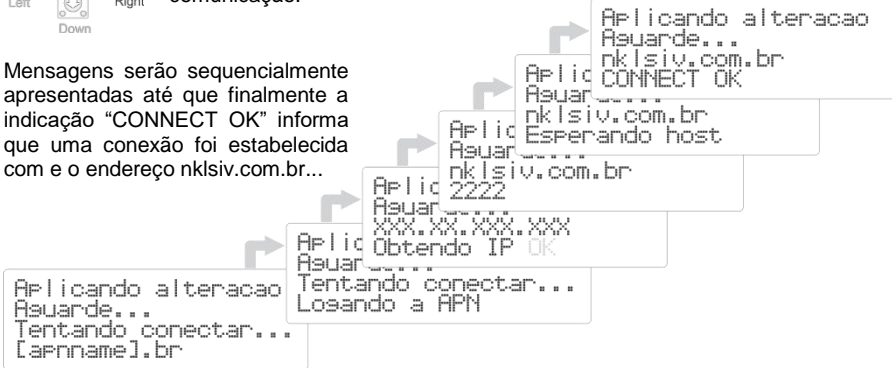 Left
Down
Right
comunicação.
Mensagens serão sequencialmente
apresentadas até que finalmente a
indicação “CONNECT OK” informa
que uma conexão foi estabelecida
com e o endereço nklsiv.com.br...
Aplicando alteracao
Aguarde...
Tentando conectar...
[apnname].br
Aplic
Aguar
Tentando conectar...
Logando a APN
Aplic
Aguar
XXX.XX.XXX.XXX
Obtendo IP OK
Aplic
Aguar
nklsiv.com.br
2222
Aplic
Aguar
nklsiv.com.br
Esperando host
Aplicando alteracao
Aguarde...
nklsiv.com.br
CONNECT OK